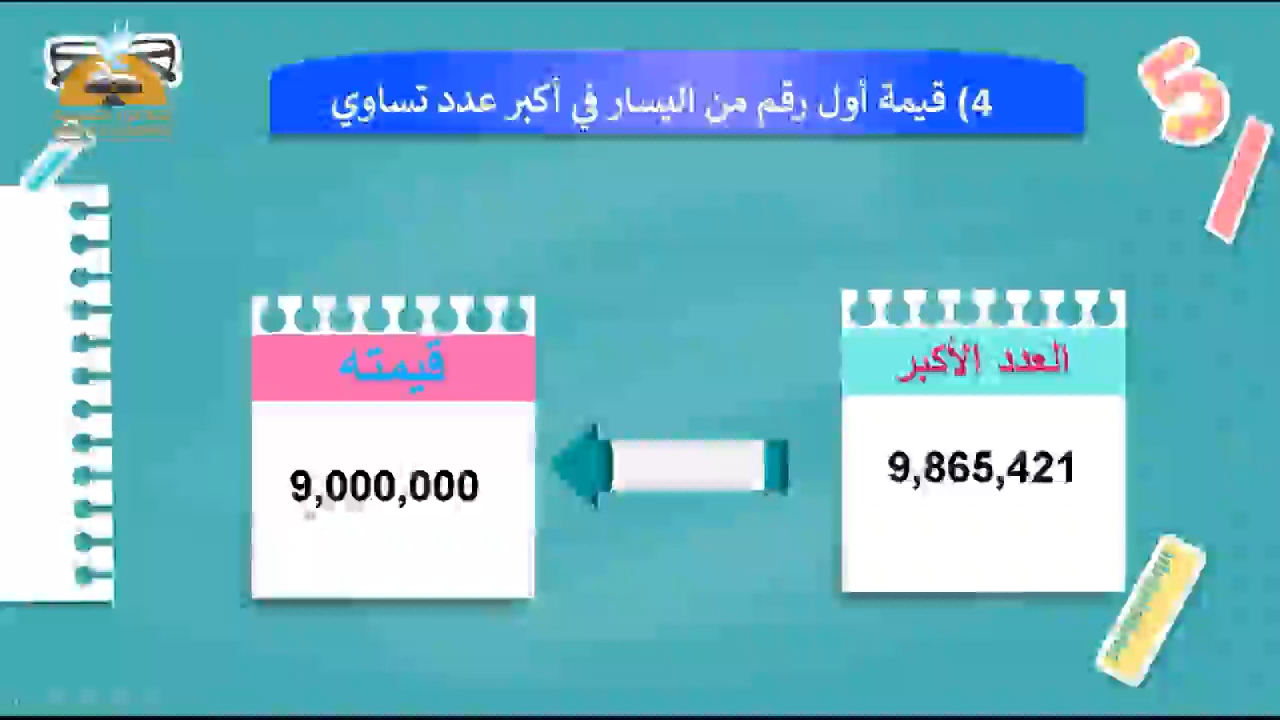 4) قيمة أول رقم من اليسار في أكبر عدد تساوي
العدد الأكبر
9,865,421
قيمته
9,000,000